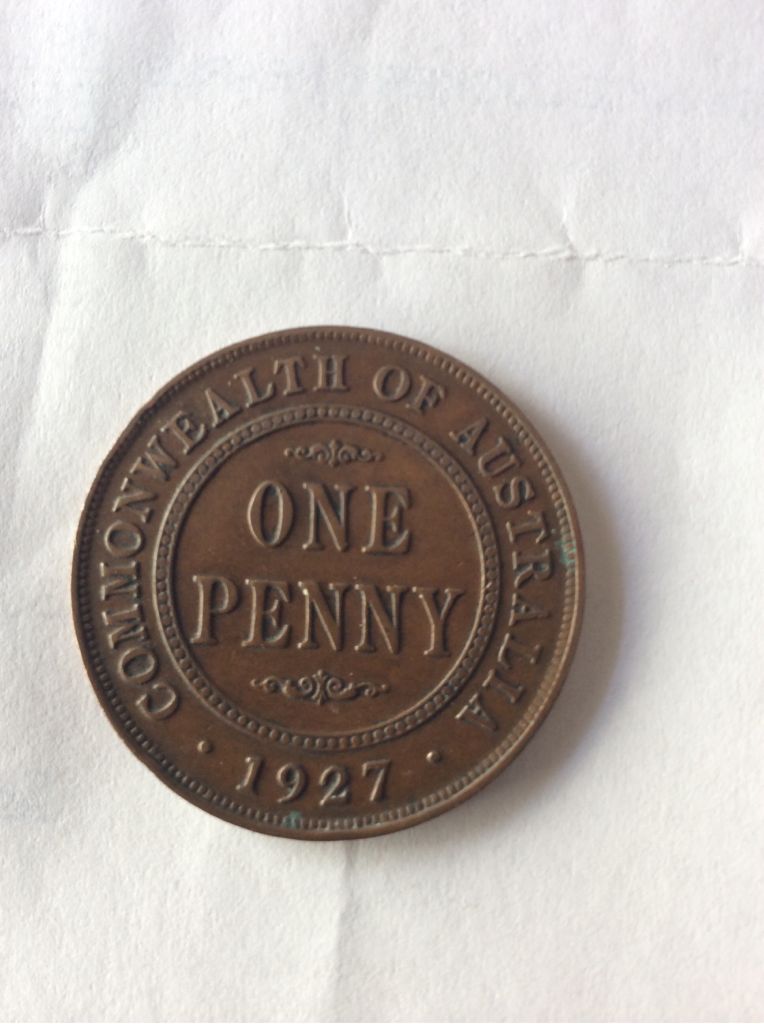 COMMONWEALTH OF AUSTRALIA
ONE
PENNY
· 1927 ·